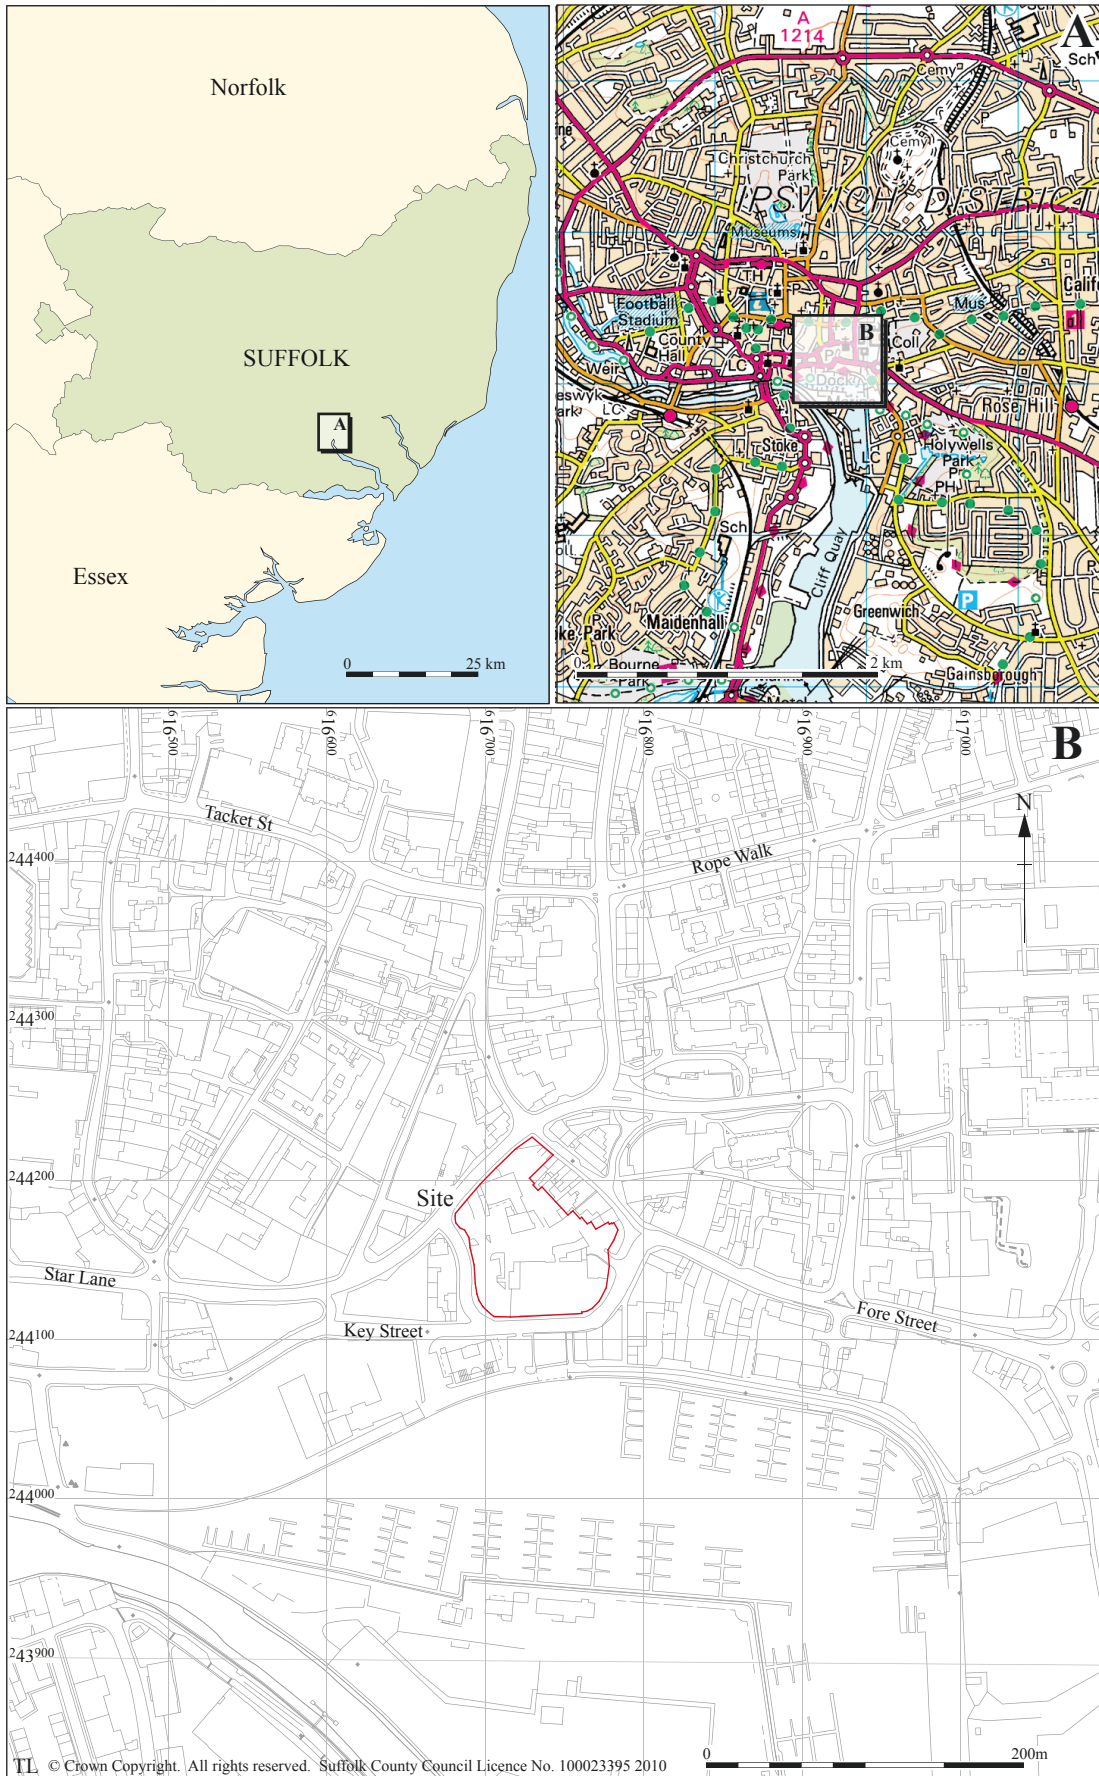 Norfolk
SUFFOLK
A
Essex
0 25 km
A
1214
A
Sch
Cemy
Cemy
Christchurch
Park
IPSWICH DISTRICT
Museums
TH
P
Football
Stadium
County
Hall
Weir
LC
LC
B
Dock
Coll
Mus
Rose Hill
Stoke
LC
Holywells
Park
PH
Sch
Cliff Quay
Maidenhall
P
Greenwich
P
Bourne
Park
Gainsborough
0 2 km
B
616500
616600
616700
616800
616900
617000
N
Tacket St
Rope Walk
244400
244300
244200
Site
Star Lane
Key Street
Fore Street
244100
244000
243900
0 200m
TL © Crown Copyright. All rights reserved. Suffolk County Council Licence No. 100023395 2010